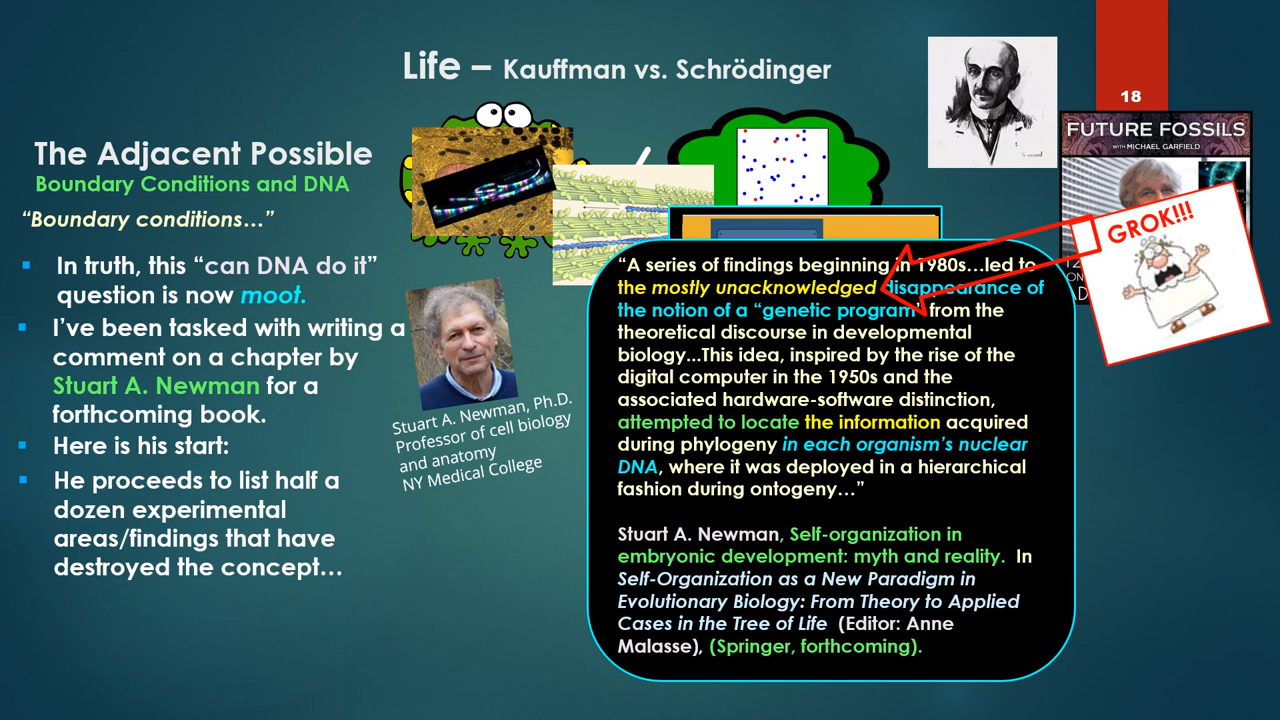 Life – Kauffman vs. Schrödinger
18
The Adjacent Possible
Boundary Conditions and DNA
“Boundary conditions…”
▪ In truth, this “can DNA do it”
question is now moot.
▪ I’ve been tasked with writing a
comment on a chapter by
Stuart A. Newman for a
forthcoming book.
▪ Here is his start:
▪ He proceeds to list half a
dozen experimental
areas/findings that have
destroyed the concept…
Stuart A. Newman, Ph.D.
Professor of cell biology
and anatomy
NY Medical College
FUTURE FOSSILS
WITH MICHAEL GARFIELD
GROK!!!
“A series of findings beginning in 1980s…led to
the mostly unacknowledged disappearance of
the notion of a “genetic program” from the
theoretical discourse in developmental
biology...This idea, inspired by the rise of the
digital computer in the 1950s and the
associated hardware-software distinction,
attempted to locate the information acquired
during phylogeny in each organism’s nuclear
DNA, where it was deployed in a hierarchical
fashion during ontogeny…”
Stuart A. Newman, Self-organization in
embryonic development: myth and reality. In
Self-Organization as a New Paradigm in
Evolutionary Biology: From Theory to Applied
Cases in the Tree of Life (Editor: Anne
Malasse), (Springer, forthcoming).